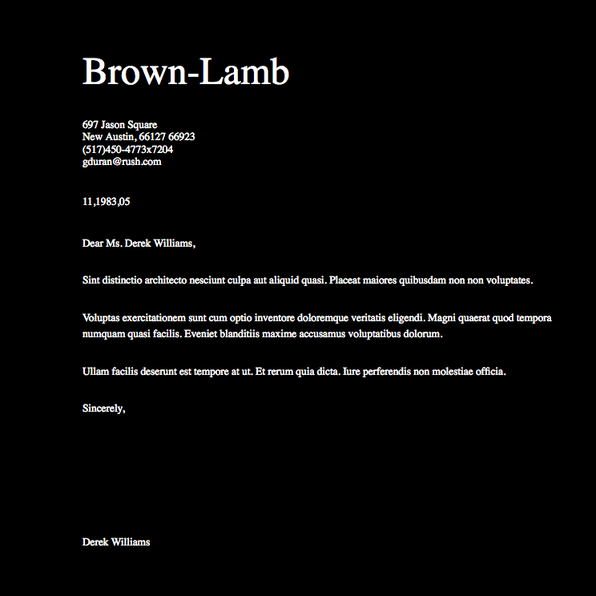 Brown-Lamb
697 Jason Square
New Austin, 66127 66923
(517)450-4773x7204
gduran@rush.com
11,1983,05
Dear Ms. Derek Williams,
Sint distinctio architecto nesciunt culpa aut aliquid quasi. Placeat maiores quibusdam non non voluptates.
Voluptas exercitationem sunt cum optio inventore doloremque veritatis eligendi. Magni quaerat quod tempora
numquam quasi facilis. Eveniet blanditiis maxime accusamus voluptatibus dolorum.
Ullam facilis deserunt est tempore at ut. Et rerum quia dicta. Iure perferendis non molestiae officia.
Sincerely,
Derek Williams